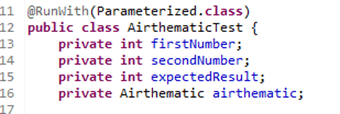 11 @RunWith(Parameterized.class)
12 public class AirthematicTest {
13 private int firstNumber;
14 private int secondNumber;
15 private int expectedResult;
16 private Airthematic airthematic;
17